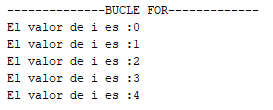 --------------BUCLE FOR-------------
El valor de i es :0
El valor de i es :1
El valor de i es :2
El valor de i es :3
El valor de i es :4